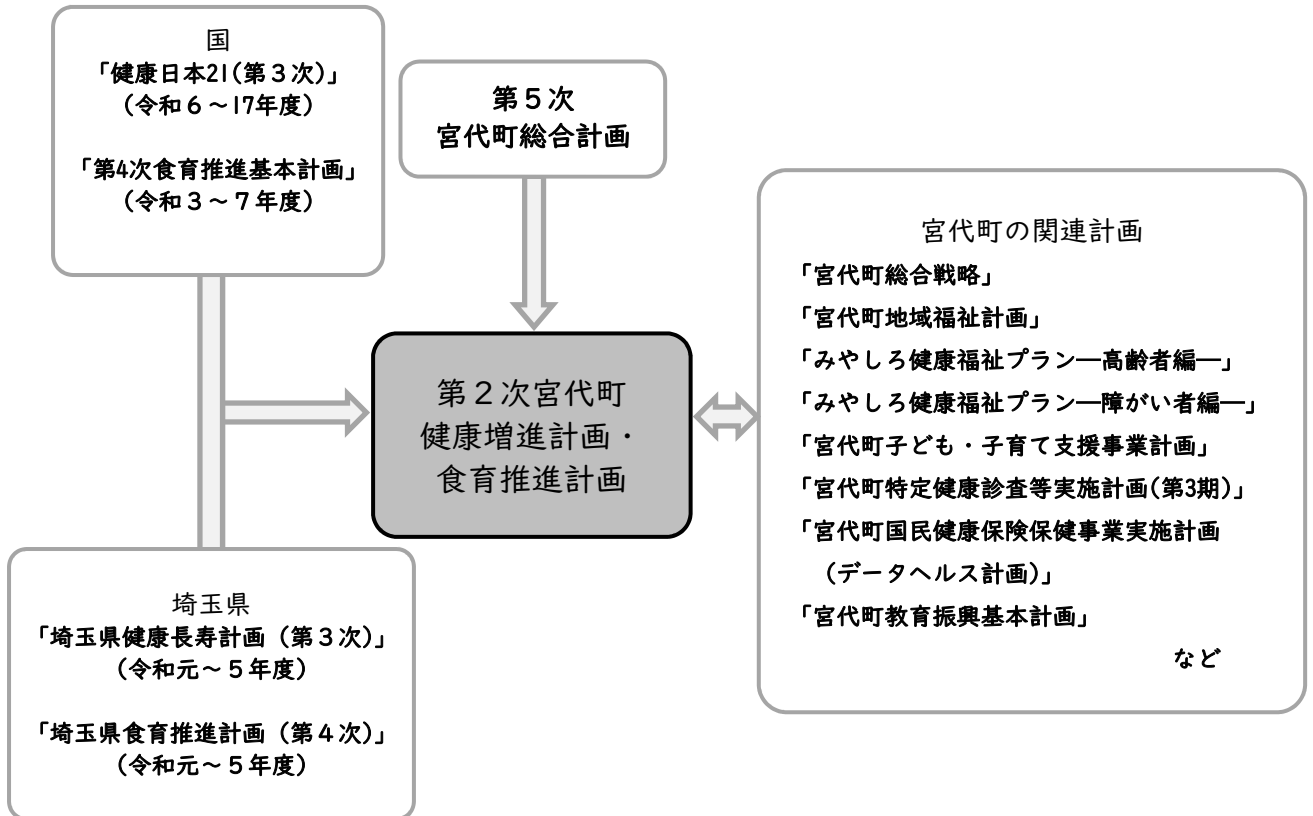 国
「健康日本21(第３次)」
（令和６～17年度）
「第4次食育推進基本計画」
（令和３～７年度）
第５次
宮代町総合計画
宮代町の関連計画
「宮代町総合戦略」
「宮代町地域福祉計画」
「みやしろ健康福祉プラン―高齢者編―」
「みやしろ健康福祉プラン―障がい者編―」
「宮代町子ども・子育て支援事業計画」
「宮代町特定健康診査等実施計画(第3期)」
「宮代町国民健康保険保健事業実施計画
（データヘルス計画)」
「宮代町教育振興基本計画」
など
第２次宮代町
健康増進計画・
食育推進計画
埼玉県
「埼玉県健康長寿計画（第３次)」
（令和元～５年度）
「埼玉県食育推進計画（第４次)」
（令和元～５年度）